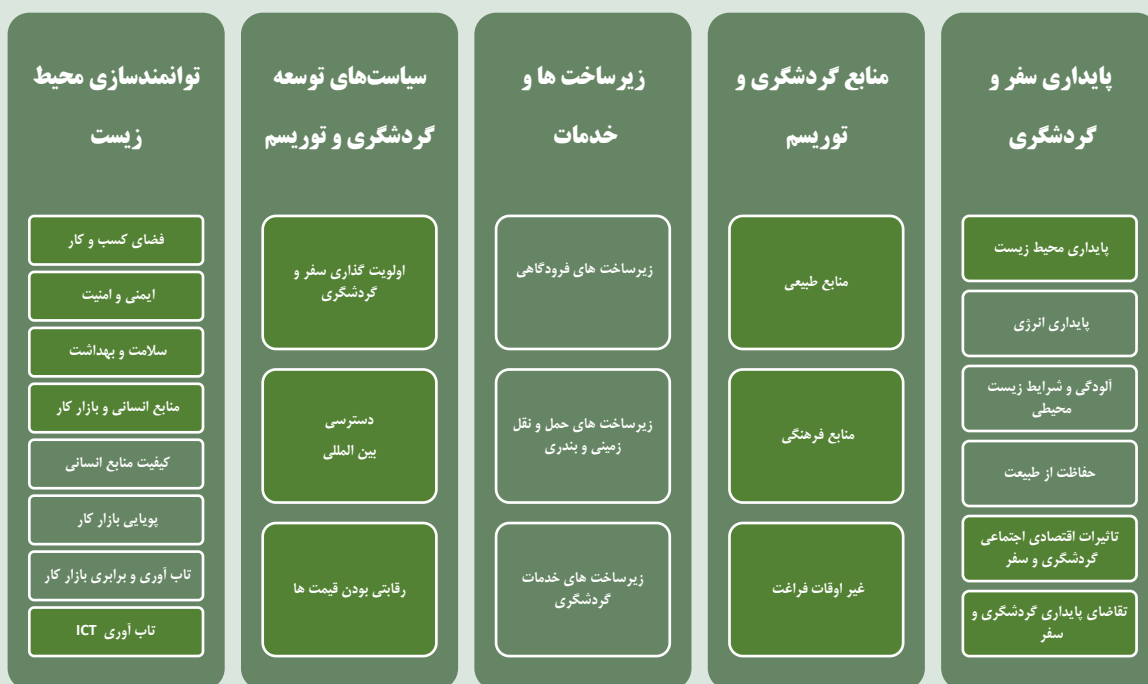 پایداری سفر و
گردشگری
پایداری محیط زیست
پایداری انرژی
آلودگی و شرایط زیست
محیطی
حفاظت از طبیعت
تاثیرات اقتصادی اجتماعی
گردشگری و سفر
تقاضای پایداری گردشگری و
سفر
منابع گردشگری و
توریسم
منابع طبیعی
منابع فرهنگی
غیر اوقات فراغت
زیرساخت ها و
خدمات
زیرساخت های فرودگاهی
زیرساخت های حمل و نقل
زمینی و بندری
زیرساخت های خدمات
گردشگری
سیاست‌های توسعه
گردشگری و توریسم
اولویت گذاری سفر و
گردشگری
دسترسی
بین المللی
رقابتی بودن قیمت ها
توانمندسازی محیط
زیست
فضای کسب و کار
ایمنی و امنیت
سلامت و بهداشت
منابع انسانی و بازار کار
کیفیت منابع انسانی
پویایی بازار کار
تاب آوری و برابری بازار کار
تاب آوری ICT